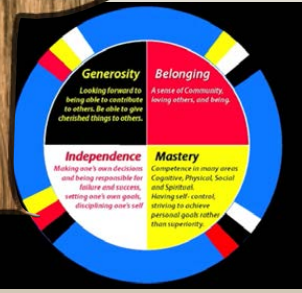 Generosity
Looking forward to
being able to contribute
to others. Be able to give
cherished things to others.
Belonging
A sense of Community,
loving others, and being.
Independence
Making one's own decisions
and being responsible for
failure and success,
setting one's own goals,
disciplining one's self
Mastery
Competence in many areas
Cognitive, Physical, Social
and Spiritual.
Having self- control,
striving to achieve
personal goals rather
than superiority.